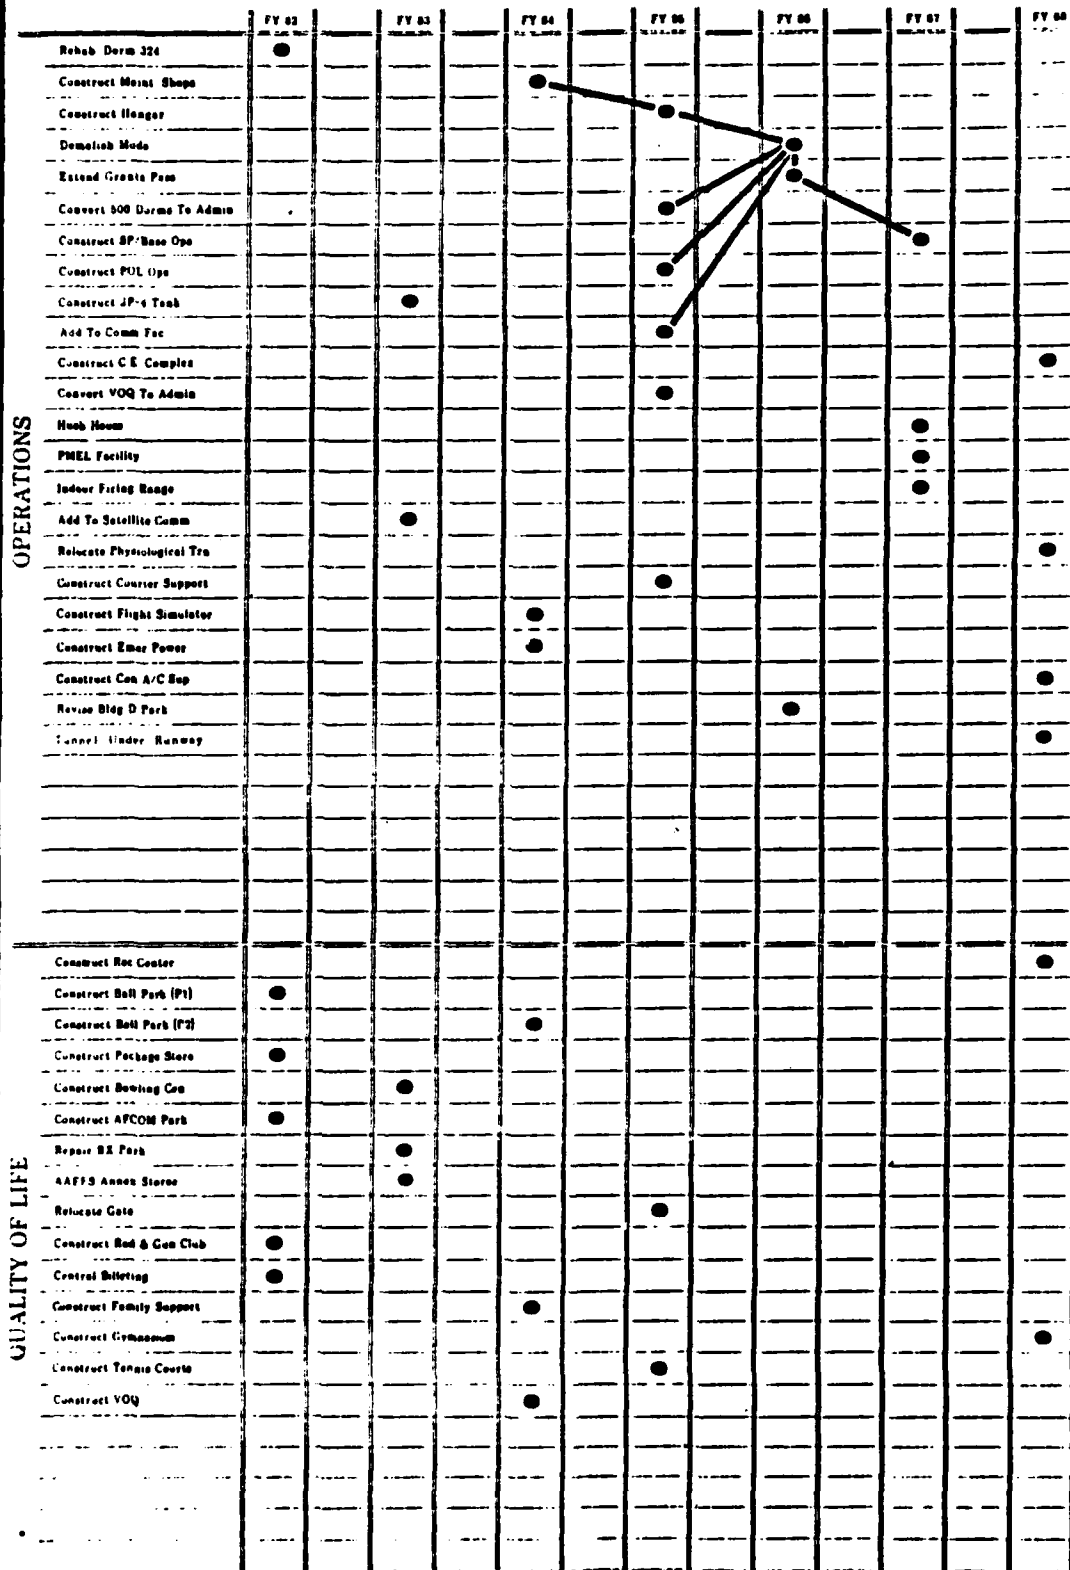 FY 82 FY 83 FY 84 FY 85 FY 86 FY 87 FY 88
OPERATIONS
Rehab Dorm 324
Construct Maint Shops
Construct Hangar
Demolish Mods
Extend Grants Pass
Convert 500 Dorms To Admin
Construct SP/Base Ops
Construct POL Ops
Construct JP-4 Tank
Add To Comm Fac
Construct C E Complex
Convert VOQ To Admin
Hush House
PMEL Facility
Indoor Firing Range
Add To Satellite Comm
Relocate Physiological Tra
Construct Courier Support
Construct Flight Simulator
Construct Emer Power
Construct Con A/C Sup
Revise Bldg D Park
Tunnel Under Runway
QUALITY OF LIFE
Construct Rec Center
Construct Ball Park (P1)
Construct Ball Park (P2)
Construct Package Store
Construct Bowling Cen
Construct AFCOM Park
Repair BX Park
AAFES Annex Stores
Relocate Gate
Construct Rod & Gun Club
Central Billeting
Construct Family Support
Construct Gymnasium
Construct Tennis Courts
Construct VOQ